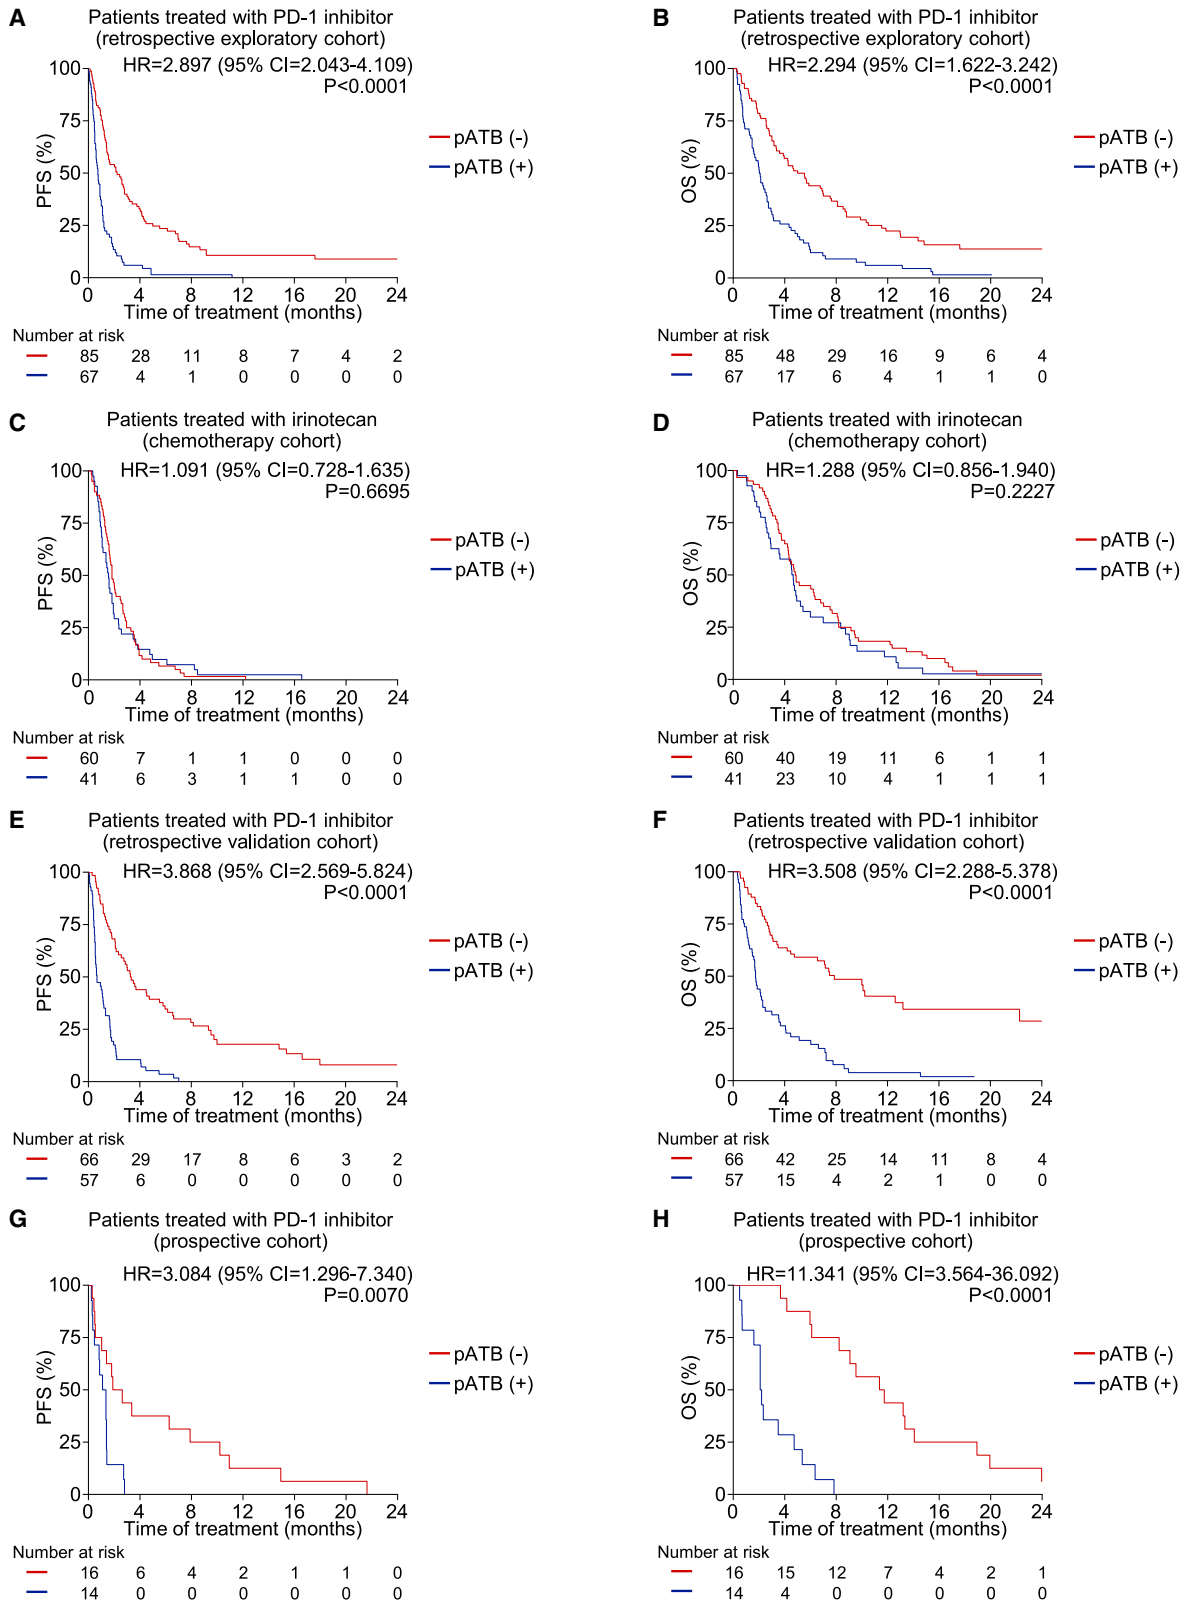 A
Patients treated with PD-1 inhibitor
(retrospective exploratory cohort)
HR=2.897 (95% CI=2.043-4.109)
P<0.0001
100
75
50
25
0
PFS (%)
pATB (-)
pATB (+)
0 4 8 12 16 20 24
Time of treatment (months)
Number at risk
85 28 11 8 7 4 2
67 4 1 0 0 0 0
B
Patients treated with PD-1 inhibitor
(retrospective exploratory cohort)
HR=2.294 (95% CI=1.622-3.242)
P<0.0001
100
75
50
25
0
OS (%)
pATB (-)
pATB (+)
0 4 8 12 16 20 24
Time of treatment (months)
Number at risk
85 48 29 16 9 6 4
67 17 6 4 1 1 0
C
Patients treated with irinotecan
(chemotherapy cohort)
HR=1.091 (95% CI=0.728-1.635)
P=0.6695
100
75
50
25
0
PFS (%)
pATB (-)
pATB (+)
0 4 8 12 16 20 24
Time of treatment (months)
Number at risk
60 7 1 1 0 0 0
41 6 3 1 1 0 0
D
Patients treated with irinotecan
(chemotherapy cohort)
HR=1.288 (95% CI=0.856-1.940)
P=0.2227
100
75
50
25
0
OS (%)
pATB (-)
pATB (+)
0 4 8 12 16 20 24
Time of treatment (months)
Number at risk
60 40 19 11 6 1 1
41 23 10 4 1 1 1
E
Patients treated with PD-1 inhibitor
(retrospective validation cohort)
HR=3.868 (95% CI=2.569-5.824)
P<0.0001
100
75
50
25
0
PFS (%)
pATB (-)
pATB (+)
0 4 8 12 16 20 24
Time of treatment (months)
Number at risk
66 29 17 8 6 3 2
57 6 0 0 0 0 0
F
Patients treated with PD-1 inhibitor
(retrospective validation cohort)
HR=3.508 (95% CI=2.288-5.378)
P<0.0001
100
75
50
25
0
OS (%)
pATB (-)
pATB (+)
0 4 8 12 16 20 24
Time of treatment (months)
Number at risk
66 42 25 14 11 8 4
57 15 4 2 1 0 0
G
Patients treated with PD-1 inhibitor
(prospective cohort)
HR=3.084 (95% CI=1.296-7.340)
P=0.0070
100
75
50
25
0
PFS (%)
pATB (-)
pATB (+)
0 4 8 12 16 20 24
Time of treatment (months)
Number at risk
16 6 4 2 1 1 0
14 0 0 0 0 0 0
H
Patients treated with PD-1 inhibitor
(prospective cohort)
HR=11.341 (95% CI=3.564-36.092)
P<0.0001
100
75
50
25
0
OS (%)
pATB (-)
pATB (+)
0 4 8 12 16 20 24
Time of treatment (months)
Number at risk
16 15 12 7 4 2 1
14 4 0 0 0 0 0